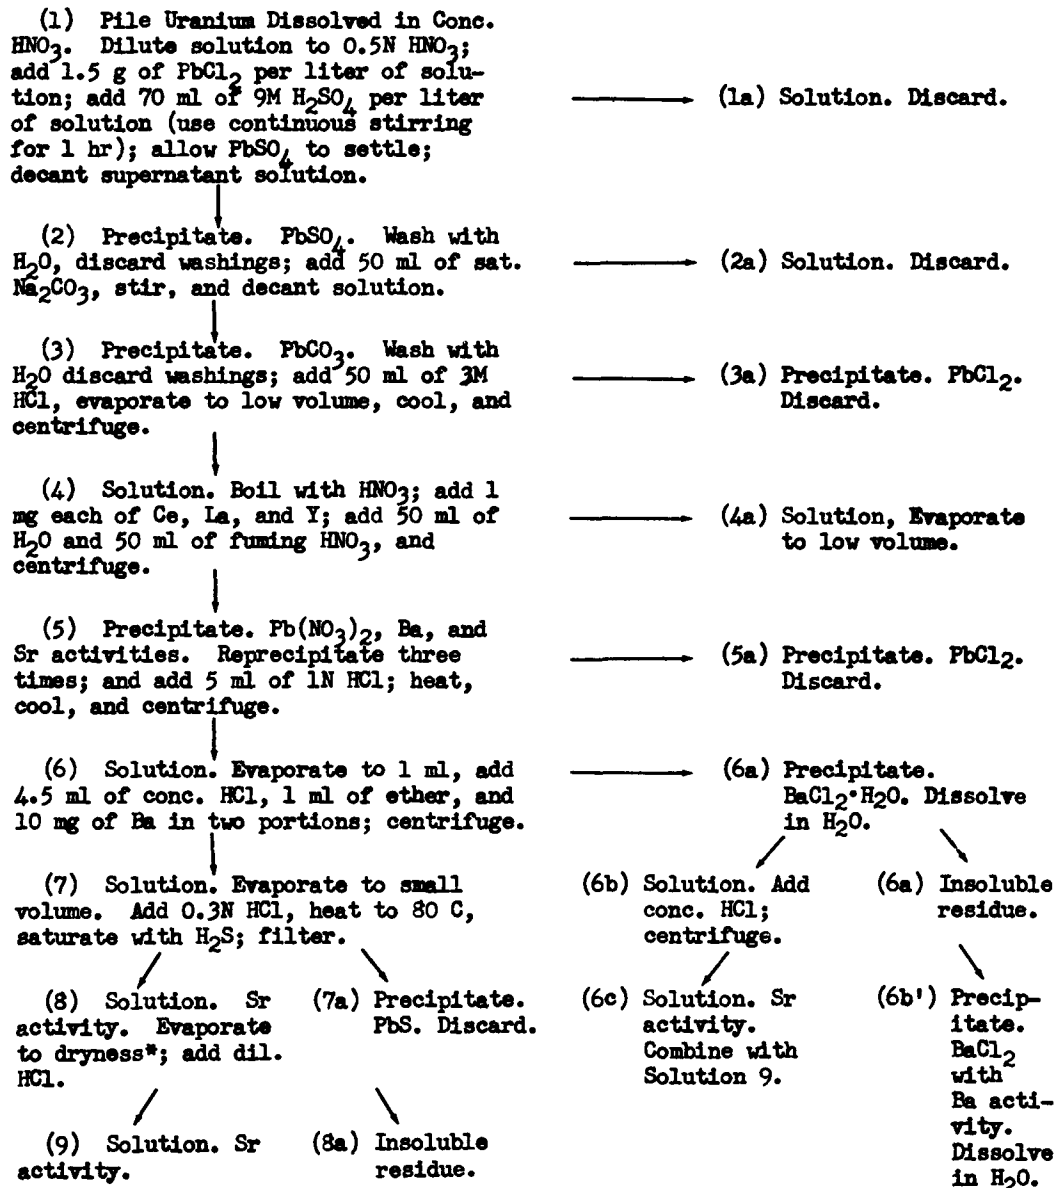 (1) Pile Uranium Dissolved in Conc.
HNO3. Dilute solution to 0.5N HNO3;
add 1.5 g of PbCl2 per liter of solu-
tion; add 70 ml of 9M H2SO4 per liter
of solution (use continuous stirring
for 1 hr); allow PbSO4 to settle;
decant supernatant solution.
(1a) Solution. Discard.
(2) Precipitate. PbSO4. Wash with
H2O, discard washings; add 50 ml of sat.
Na2CO3, stir, and decant solution.
(2a) Solution. Discard.
(3) Precipitate. PbCO3. Wash with
H2O discard washings; add 50 ml of 3M
HCl, evaporate to low volume, cool, and
centrifuge.
(3a) Precipitate. PbCl2.
Discard.
(4) Solution. Boil with HNO3; add 1
mg each of Ce, La, and Y; add 50 ml of
H2O and 50 ml of fuming HNO3, and
centrifuge.
(4a) Solution, Evaporate
to low volume.
(5) Precipitate. Pb(NO3)2, Ba, and
Sr activities. Reprecipitate three
times; and add 5 ml of 1N HCl; heat,
cool, and centrifuge.
(5a) Precipitate. PbCl2.
Discard.
(6) Solution. Evaporate to 1 ml, add
4.5 ml of conc. HCl, 1 ml of ether, and
10 mg of Ba in two portions; centrifuge.
(6a) Precipitate.
BaCl2·H2O. Dissolve
in H2O.
(7) Solution. Evaporate to small
volume. Add 0.3N HCl, heat to 80 C,
saturate with H2S; filter.
(6b) Solution. Add
conc. HCl;
centrifuge.
(6a) Insoluble
residue.
(8) Solution. Sr
activity. Evaporate
to dryness*; add dil.
HCl.
(7a) Precipitate.
PbS. Discard.
(6c) Solution. Sr
activity.
Combine with
Solution 9.
(6b') Precip-
itate.
BaCl2
with
Ba acti-
vity.
Dissolve
in H2O.
(9) Solution. Sr
activity.
(8a) Insoluble
residue.